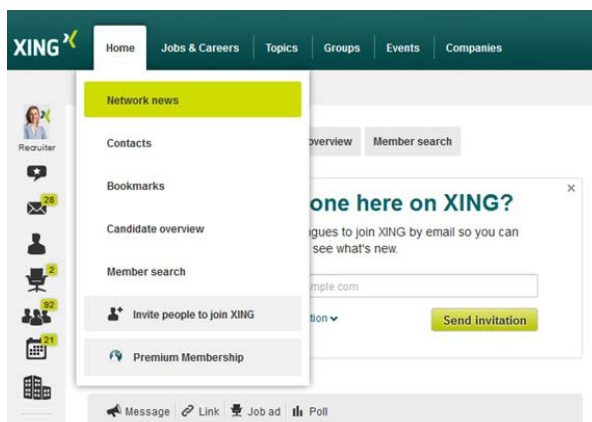 XING
Home
Jobs & Careers
Topics
Groups
Events
Companies
Network news
Contacts
Bookmarks
Candidate overview
Member search
Invite people to join XING
Premium Membership
Recruiter
28
2
92
21
overview
Member search
one here on XING?
gues to join XING by email so you can
see what's new.
mple.com
tion
Send invitation
Message
Link
Job ad
Poll